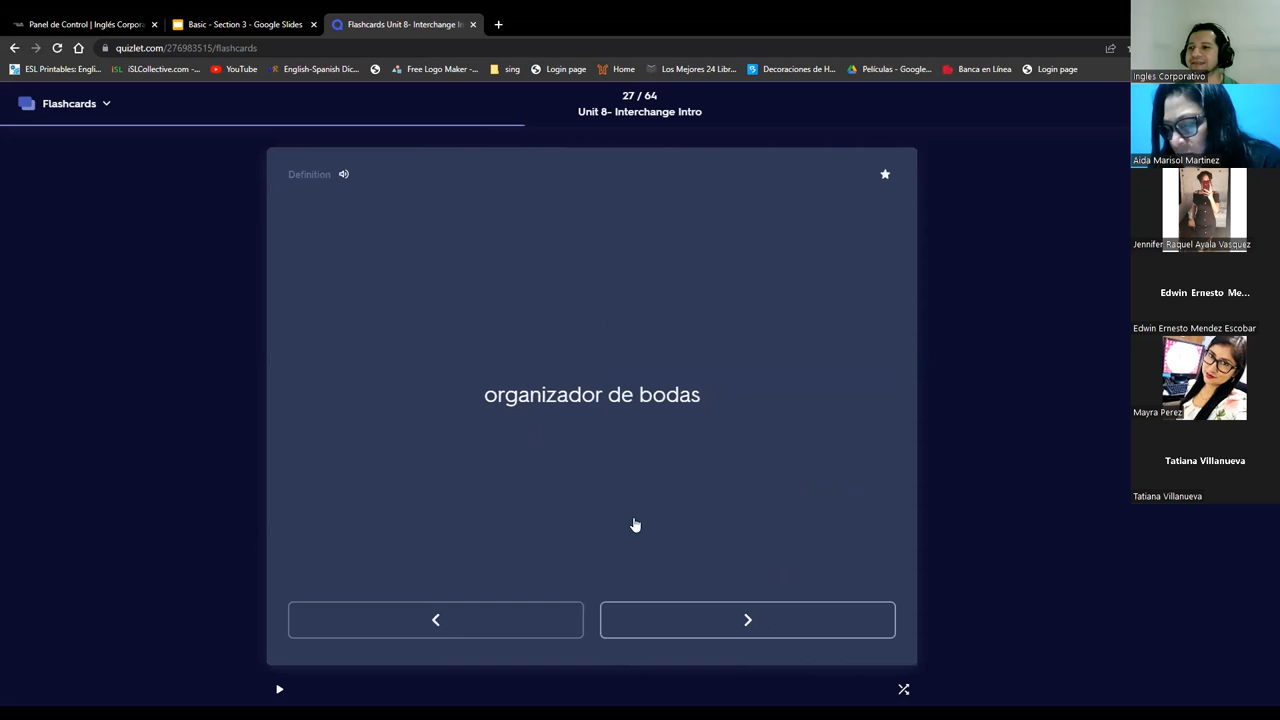 Panel de Control | Inglés Corpora
Basic - Section 3 - Google Slides
Flashcards Unit 8- Interchange In
quizlet.com/276983515/flashcards
ESL Printables: Engli...
iSL
iSLCollective.com -...
YouTube
English-Spanish Dic...
Free Logo Maker -...
sing
Login page
Home
Los Mejores 24 Libr...
Decoraciones de H...
Películas - Google...
Banca en Línea
Login page
Flashcards
27 / 64
Unit 8- Interchange Intro
Definition
organizador de bodas
Ingles Corporativo
Aida Marisol Martinez
Jennifer Raquel Ayala Vasquez
Edwin Ernesto Me...
Edwin Ernesto Mendez Escobar
Mayra Perez
Tatiana Villanueva
Tatiana Villanueva